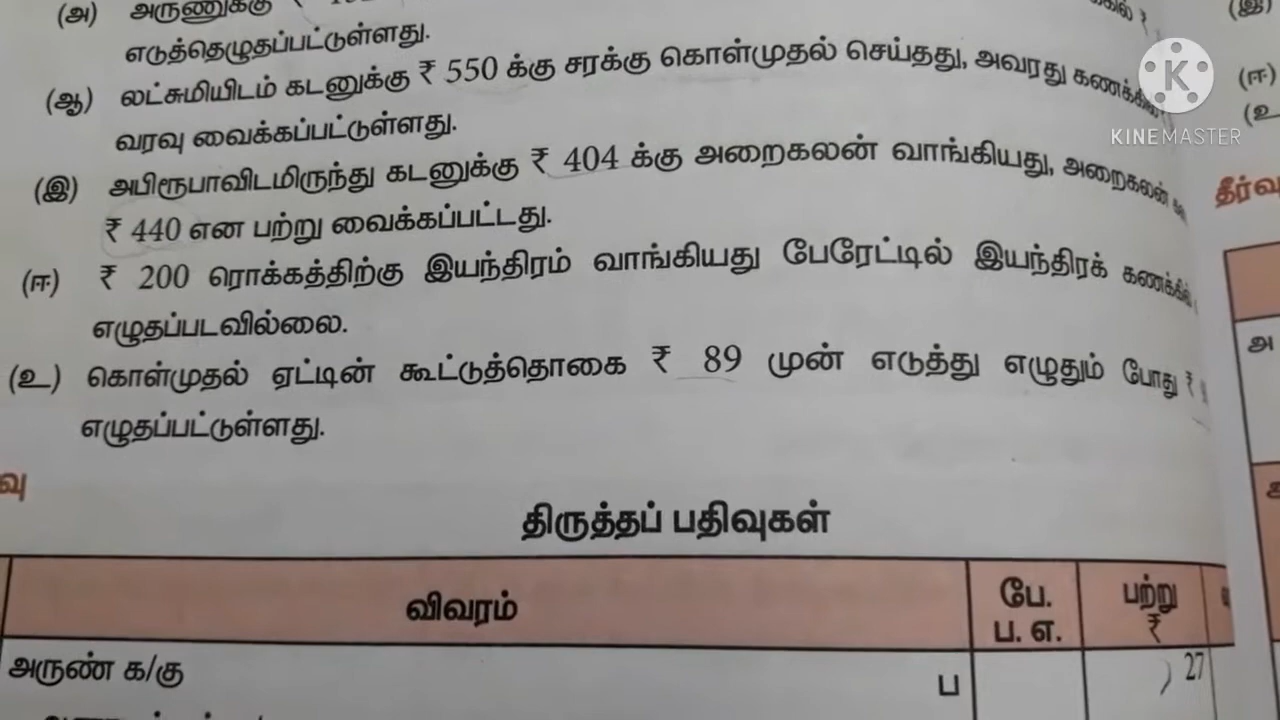 (அ) அருணுக்கு ₹
எடுத்தெழுதப்பட்டுள்ளது.
(ஆ) லட்சுமியிடம் கடனுக்கு ₹ 550 க்கு சரக்கு கொள்முதல் செய்தது, அவரது கணக்கில்
வரவு வைக்கப்பட்டுள்ளது.
(இ) அபிரூபாவிடமிருந்து கடனுக்கு ₹ 404 க்கு அறைகலன் வாங்கியது, அறைகலன்
₹ 440 என பற்று வைக்கப்பட்டது.
(ஈ) ₹ 200 ரொக்கத்திற்கு இயந்திரம் வாங்கியது பேரேட்டில் இயந்திரக் கணக்கில்
எழுதப்படவில்லை.
(உ) கொள்முதல் ஏட்டின் கூட்டுத்தொகை ₹ 89 முன் எடுத்து எழுதும் போது ₹
எழுதப்பட்டுள்ளது.
வு
திருத்தப் பதிவுகள்
விவரம் பே. ப. எ. பற்று ₹
அருண் க/கு ப 27
(இ)
(ஈ)
(உ
தீர்வு
அ
K
KINEMASTER